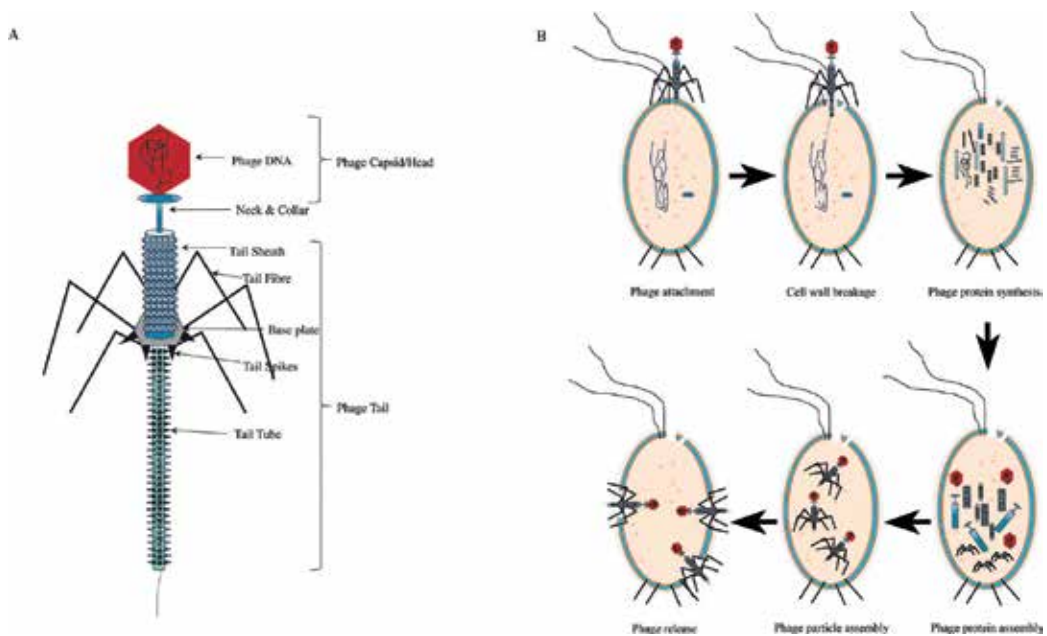 A
Phage DNA
Phage Capsid/Head
Neck & Collar
Tail Sheath
Tail Fibre
Base plate
Tail Spikes
Phage Tail
Tail Tube
B
Phage attachment
Cell wall breakage
Phage protein synthesis.
Phage release
Phage particle assembly
Phage protein assembly